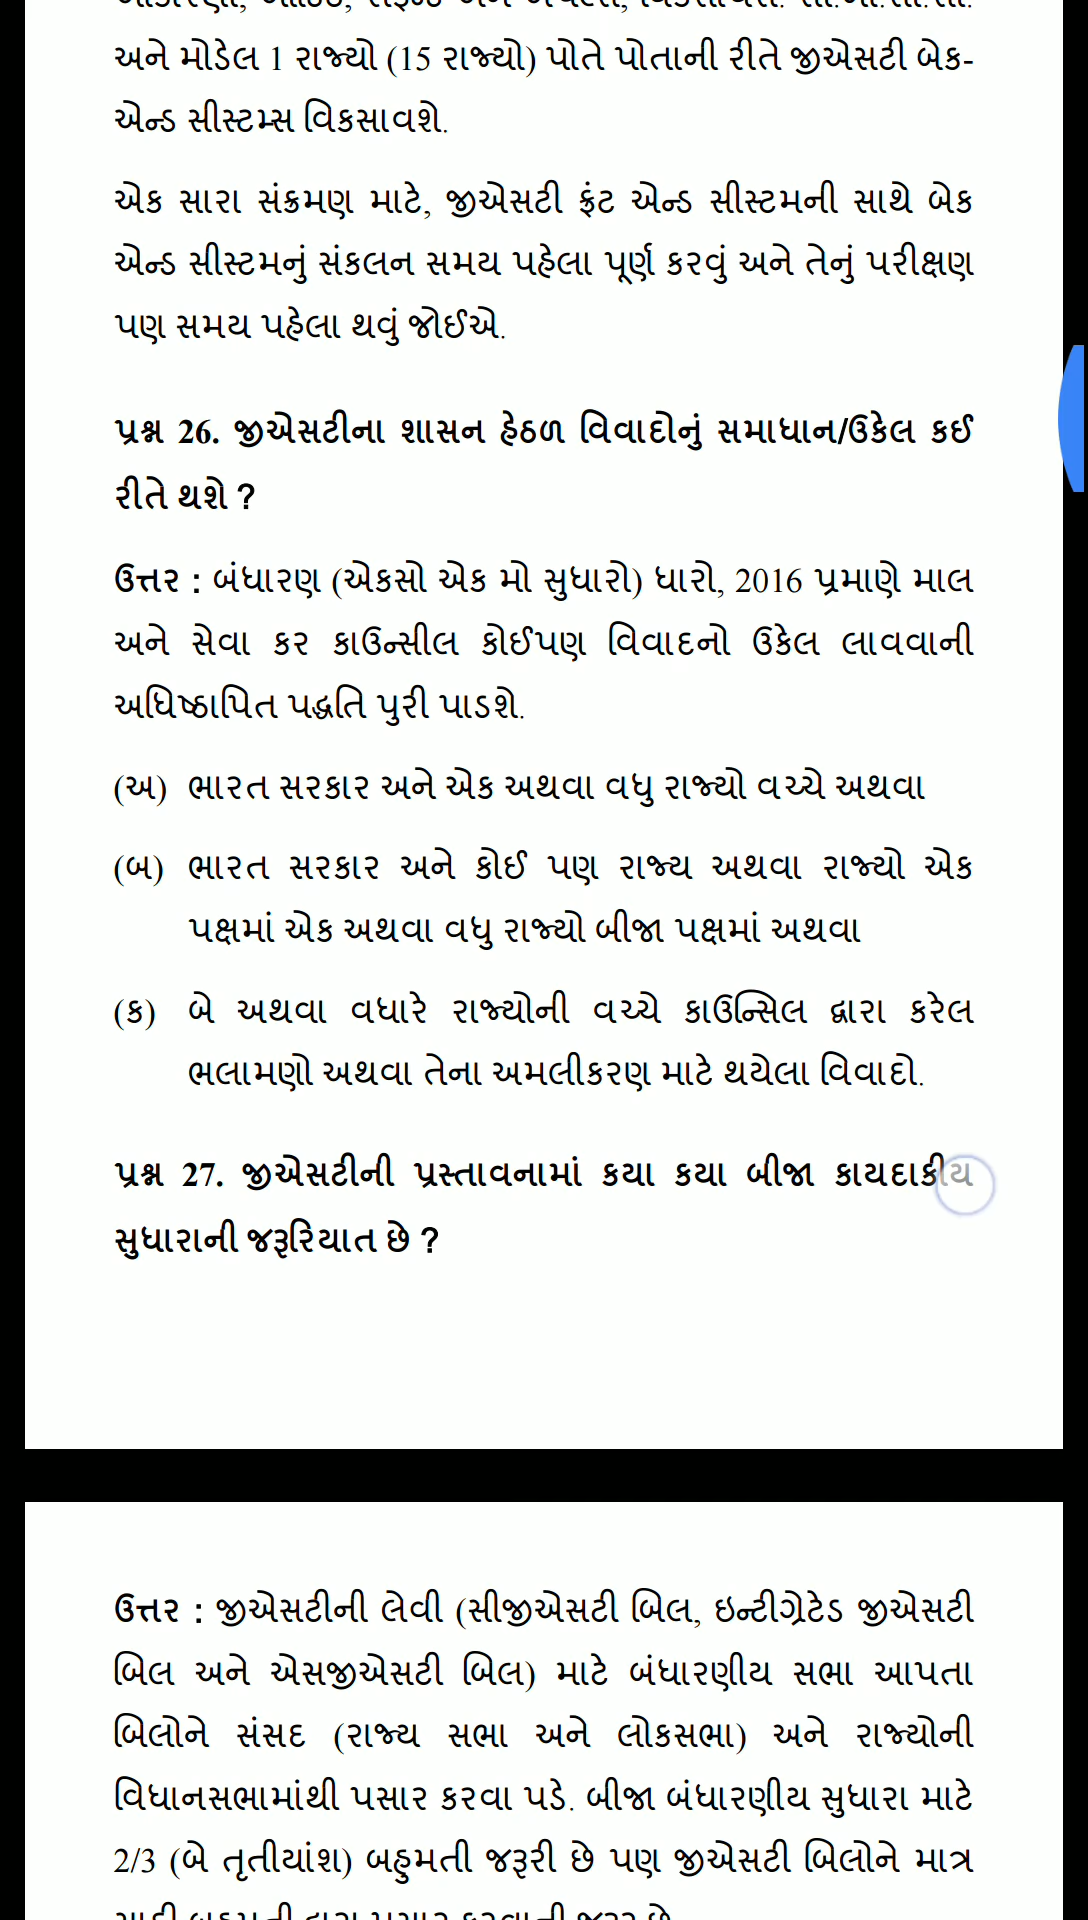 અને મોડેલ 1 રાજ્યો (15 રાજ્યો) પોતે પોતાની રીતે જીએસટી બેક-
એન્ડ સીસ્ટમ્સ વિકસાવશે.
એક સારા સંક્રમણ માટે, જીએસટી ફ્રંટ એન્ડ સીસ્ટમની સાથે બેક
એન્ડ સીસ્ટમનું સંકલન સમય પહેલા પૂર્ણ કરવું અને તેનું પરીક્ષણ
પણ સમય પહેલા થવું જોઈએ.
પ્રશ્ન 26. જીએસટીના શાસન હેઠળ વિવાદોનું સમાધાન/ઉકેલ કઈ
રીતે થશે ?
ઉત્તર : બંધારણ (એકસો એક મો સુધારો) ધારો, 2016 પ્રમાણે માલ
અને સેવા કર કાઉન્સીલ કોઈપણ વિવાદનો ઉકેલ લાવવાની
અધિષ્ઠાપિત પદ્ધતિ પુરી પાડશે.
(અ) ભારત સરકાર અને એક અથવા વધુ રાજ્યો વચ્ચે અથવા
(બ) ભારત સરકાર અને કોઈ પણ રાજ્ય અથવા રાજ્યો એક
પક્ષમાં એક અથવા વધુ રાજ્યો બીજા પક્ષમાં અથવા
(ક) બે અથવા વધારે રાજ્યોની વચ્ચે કાઉન્સિલ દ્વારા કરેલ
ભલામણો અથવા તેના અમલીકરણ માટે થયેલા વિવાદો.
પ્રશ્ન 27. જીએસટીની પ્રસ્તાવનામાં કયા કયા બીજા કાયદાકીય
સુધારાની જરૂરિયાત છે ?
ઉત્તર : જીએસટીની લેવી (સીજીએસટી બિલ, ઇન્ટીગ્રેટેડ જીએસટી
બિલ અને એસજીએસટી બિલ) માટે બંધારણીય સભા આપતા
બિલોને સંસદ (રાજ્ય સભા અને લોકસભા) અને રાજ્યોની
વિધાનસભામાંથી પસાર કરવા પડે. બીજા બંધારણીય સુધારા માટે
2/3 (બે તૃતીયાંશ) બહુમતી જરૂરી છે પણ જીએસટી બિલોને માત્ર